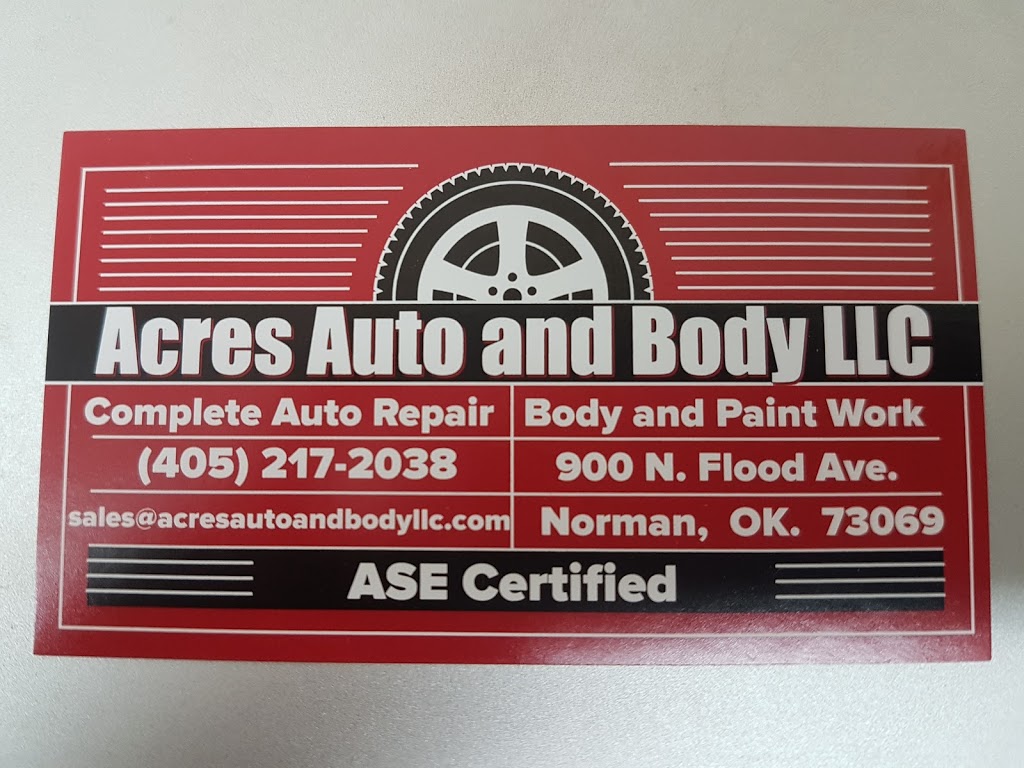 Acres Auto and Body LLC
Complete Auto Repair
Body and Paint Work
(405) 217-2038
900 N. Flood Ave.
sales@acresautoandbodyllc.com
Norman, OK. 73069
ASE Certified